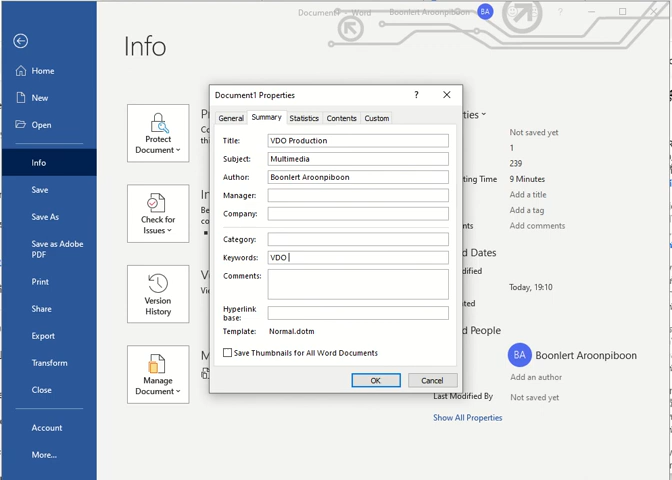 Document1 - Word Boonlert Aroonpiboon BA
Info
Home
New
Open
Info
Save
Save As
Save as Adobe
PDF
Print
Share
Export
Transform
Close
Account
More...
Protect
Document
Check for
Issues
Version
History
Manage
Document
Document1 Properties
General Summary Statistics Contents Custom
Title: VDO Production
Subject: Multimedia
Author: Boonlert Aroonpiboon
Manager:
Company:
Category:
Keywords: VDO
Comments:
Hyperlink
base:
Template: Normal.dotm
Save Thumbnails for All Word Documents
OK Cancel
Not saved yet
1
239
9 Minutes
Add a title
Add a tag
Add comments
Today, 19:10
BA Boonlert Aroonpiboon
Add an author
Last Modified By Not saved yet
Show All Properties